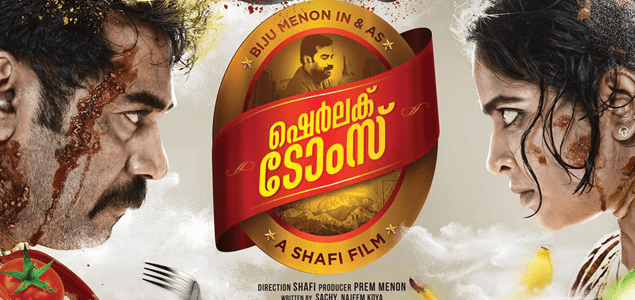 BIJU MENON IN & AS
ഷെർലക്
ടോംസ്
A SHAFI FILM
DIRECTION SHAFI PRODUCER PREM MENON
WRITTEN BY SACHY, NAJEEM KOYA